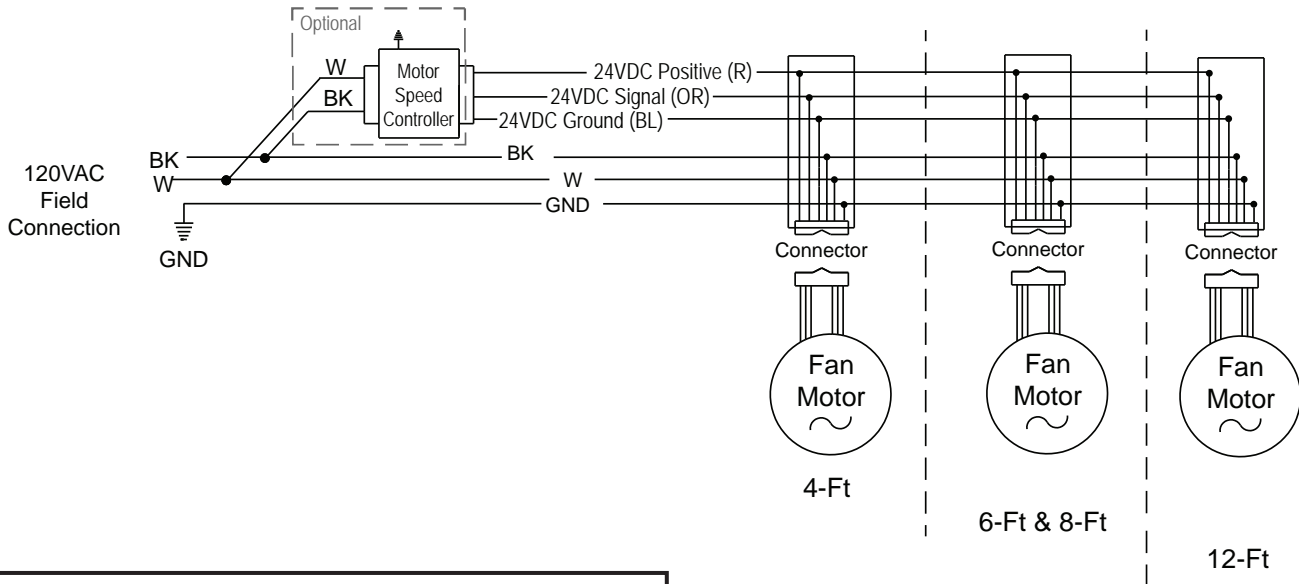 Optional
W
BK
Motor
Speed
Controller
24VDC Positive (R)
24VDC Signal (OR)
24VDC Ground (BL)
120VAC
Field
Connection
BK
W
BK
W
GND
GND
Connector
Connector
Connector
Fan
Motor
Fan
Motor
Fan
Motor
4-Ft
6-Ft & 8-Ft
12-Ft